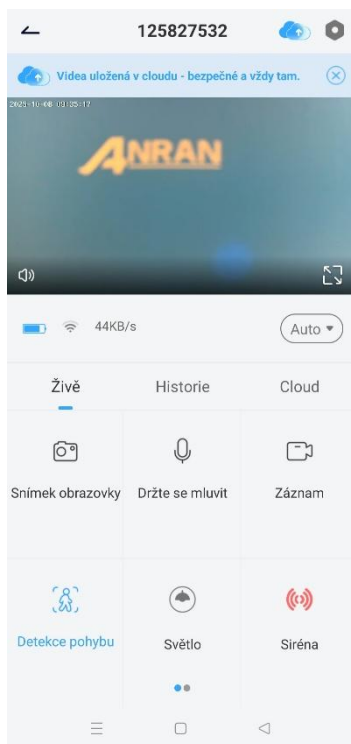 125827532
Videa uložená v cloudu - bezpečné a vždy tam.
ANRAN
44KB/s
Auto
Živě Historie Cloud
Snímek obrazovky Držte se mluvit Záznam
Detekce pohybu Světlo Siréna